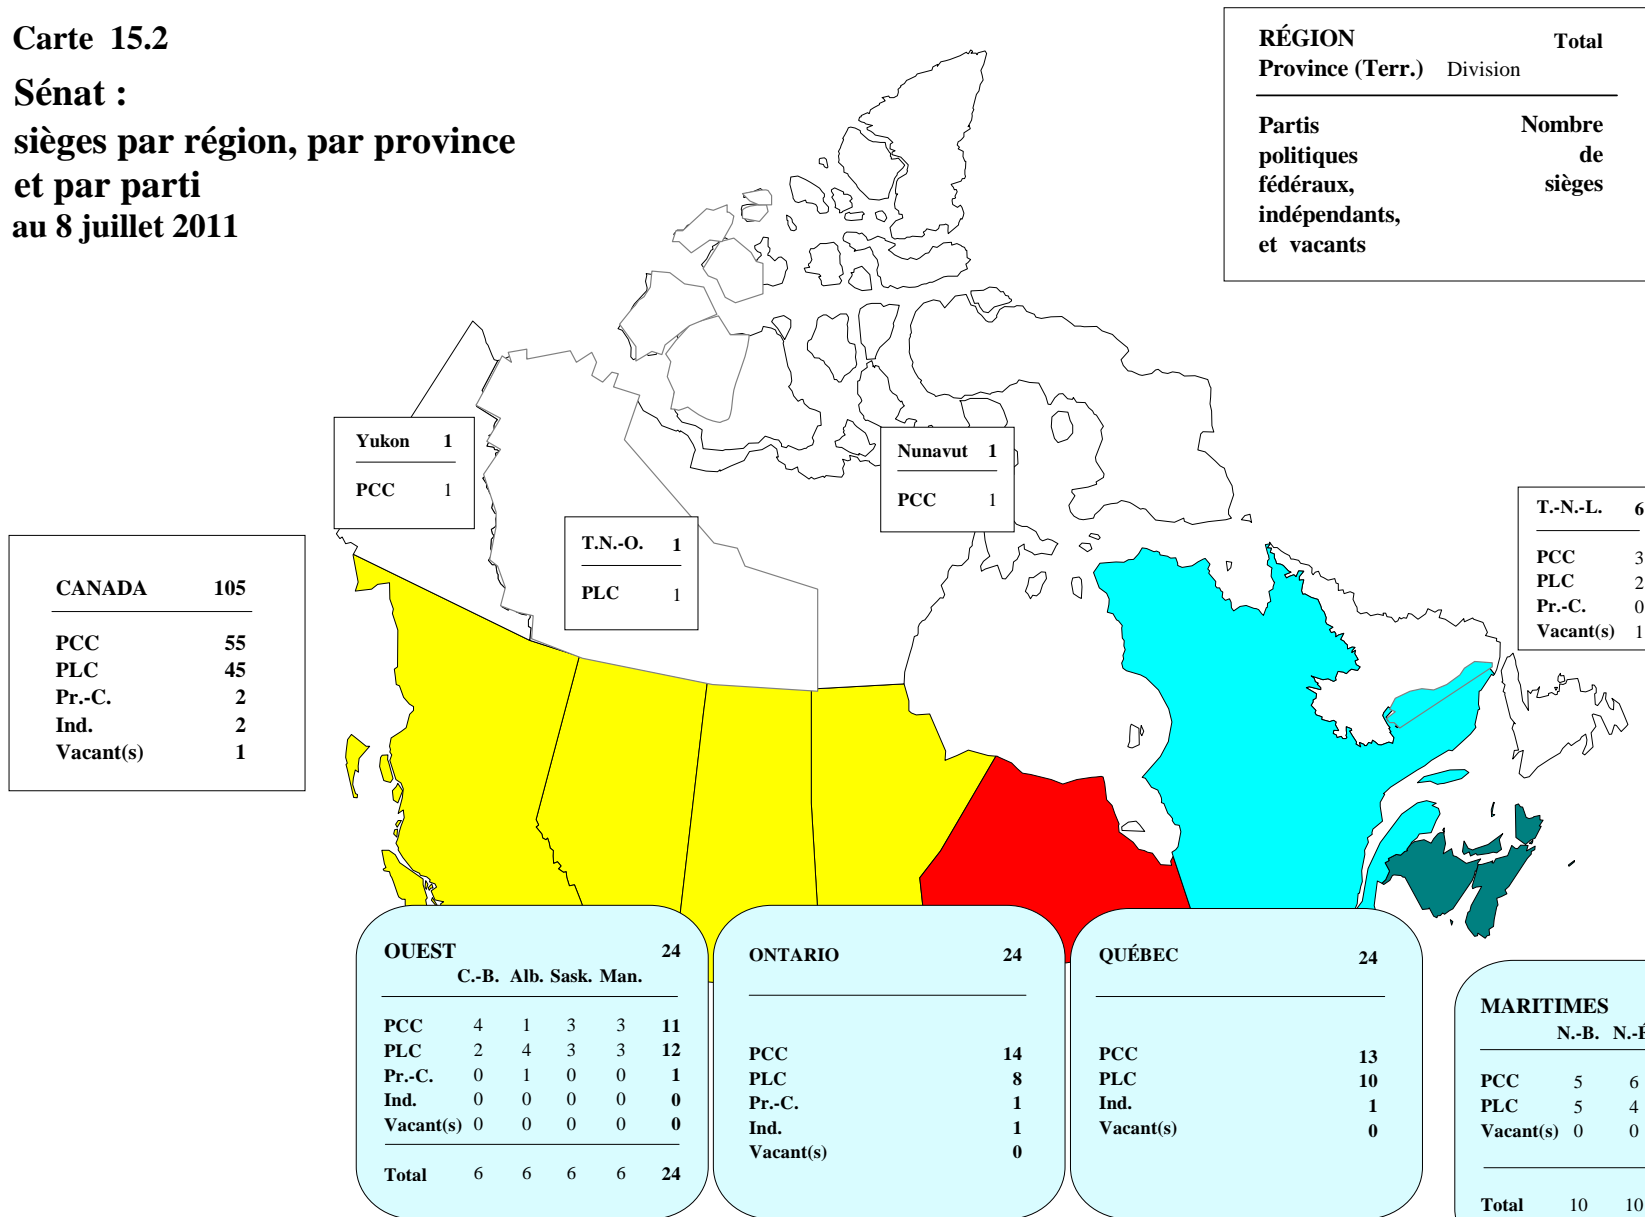 Carte 15.2
Sénat :
sièges par région, par province
et par parti
au 8 juillet 2011
RÉGION Total
Province (Terr.) Division
Partis Nombre
politiques de
fédéraux, sièges
indépendants,
et vacants
Yukon 1
PCC 1
Nunavut 1
PCC 1
T.N.-O. 1
PLC 1
T.-N.-L. 6
PCC 3
PLC 2
Pr.-C. 0
Vacant(s) 1
CANADA 105
PCC 55
PLC 45
Pr.-C. 2
Ind. 2
Vacant(s) 1
OUEST 24
C.-B. Alb. Sask. Man.
PCC 4 1 3 3 11
PLC 2 4 3 3 12
Pr.-C. 0 1 0 0 1
Ind. 0 0 0 0 0
Vacant(s) 0 0 0 0 0
Total 6 6 6 6 24
ONTARIO 24
PCC 14
PLC 8
Pr.-C. 1
Ind. 1
Vacant(s) 0
QUÉBEC 24
PCC 13
PLC 10
Ind. 1
Vacant(s) 0
MARITIMES
N.-B. N.-É
PCC 5 6
PLC 5 4
Vacant(s) 0 0
Total 10 10